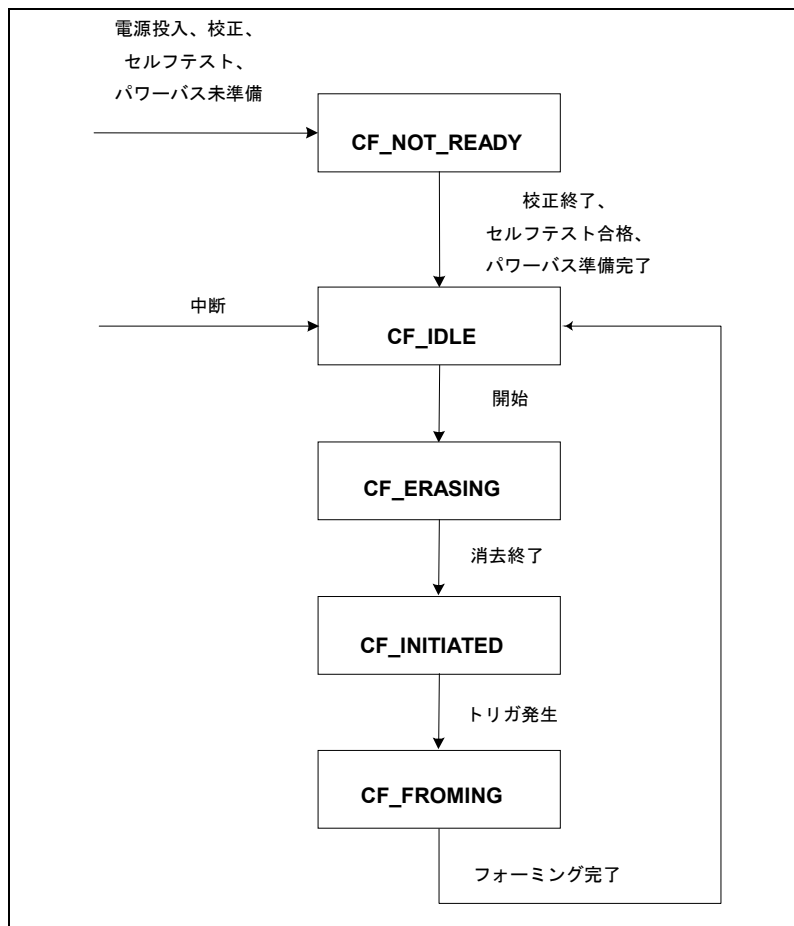 電源投入、校正、
セルフテスト、
パワーバス未準備
CF_NOT_READY
校正終了、
セルフテスト合格、
パワーバス準備完了
中断
CF_IDLE
開始
CF_ERASING
消去終了
CF_INITIATED
トリガ発生
CF_FROMING
フォーミング完了